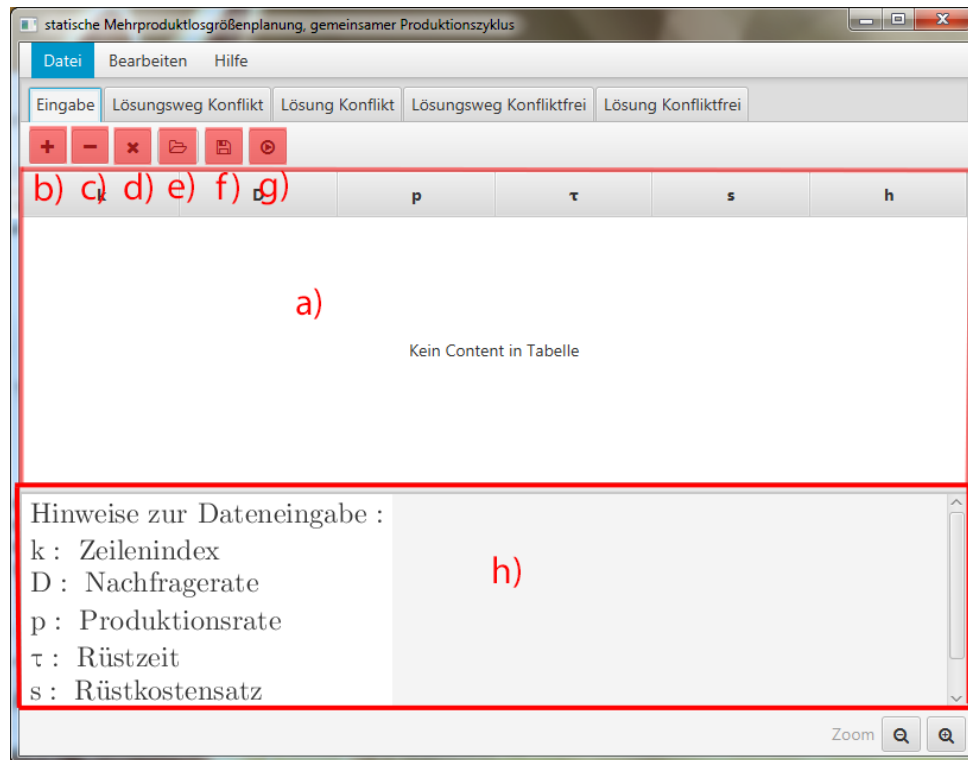 statische Mehrproduktlosgrößenplanung, gemeinsamer Produktionszyklus
Datei Bearbeiten Hilfe
Eingabe Lösungsweg Konflikt Lösung Konflikt Lösungsweg Konfliktfrei Lösung Konfliktfrei
b) c) d) e) f) g)
k D p τ s h
a)
Kein Content in Tabelle
Hinweise zur Dateneingabe :
k : Zeilenindex
D : Nachfragerate
h)
p : Produktionsrate
τ : Rüstzeit
s : Rüstkostensatz
Zoom